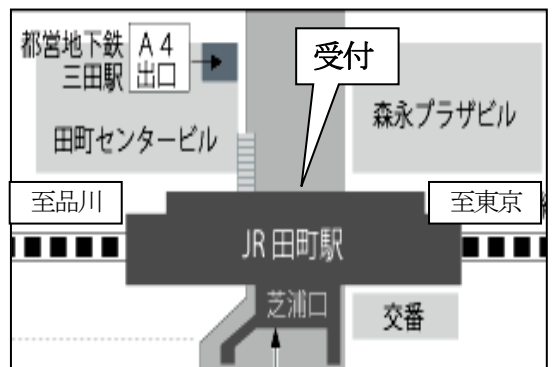 都営地下鉄
三田駅
A4
出口
受付
田町センタービル
森永プラザビル
至品川
至東京
JR田町駅
芝浦口
交番